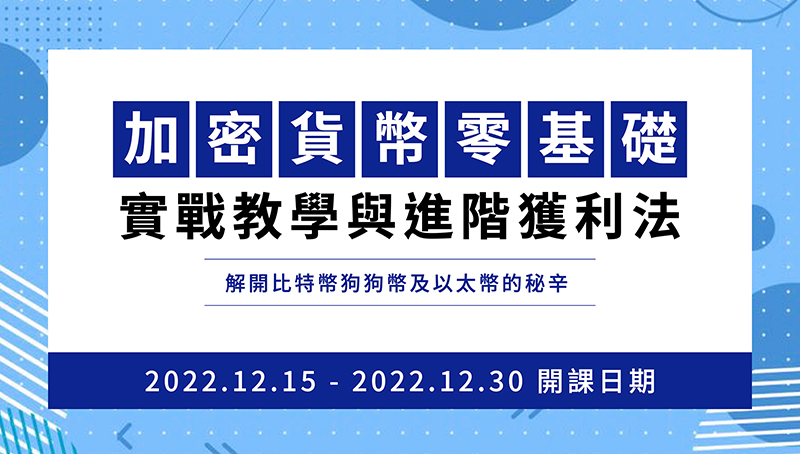 加密貨幣零基礎
實戰教學與進階獲利法
解開比特幣狗狗幣及以太幣的秘辛
2022.12.15 - 2022.12.30 開課日期